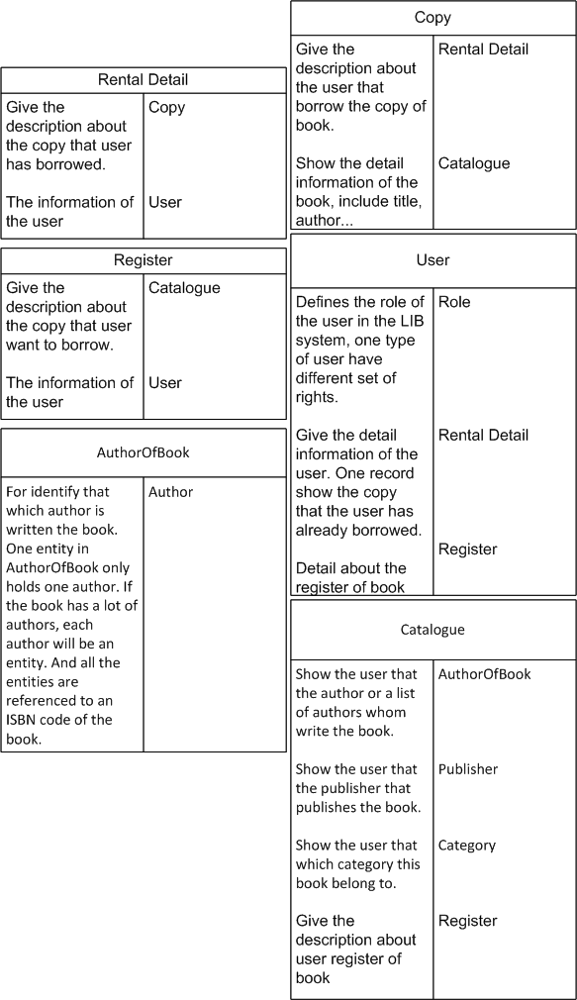 Rental Detail
Give the
description about
the copy that user
has borrowed.
Copy
The information of
the user
User
Register
Give the
description about
the copy that user
want to borrow.
Catalogue
The information of
the user
User
AuthorOfBook
For identify that
which author is
written the book.
One entity in
AuthorOfBook only
holds one author. If
the book has a lot of
authors, each
author will be an
entity. And all the
entities are
referenced to an
ISBN code of the
book.
Author
Copy
Give the
description about
the user that
borrow the copy of
book.
Rental Detail
Show the detail
information of the
book, include title,
author...
Catalogue
User
Defines the role of
the user in the LIB
system, one type
of user have
different set of
rights.
Role
Give the detail
information of the
user. One record
show the copy
that the user has
already borrowed.
Rental Detail
Detail about the
register of book
Register
Catalogue
Show the user that
the author or a list
of authors whom
write the book.
AuthorOfBook
Show the user that
the publisher that
publishes the book.
Publisher
Show the user that
which category this
book belong to.
Category
Give the
description about
user register of
book
Register